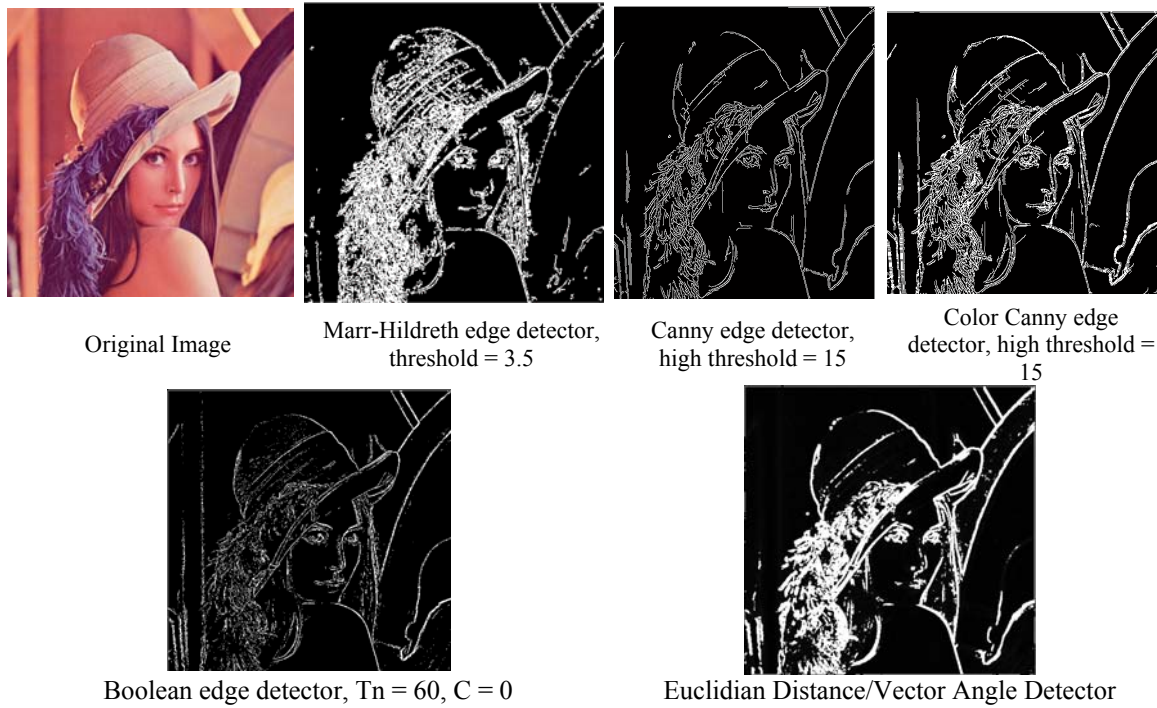 Original Image
Marr-Hildreth edge detector,
threshold = 3.5
Canny edge detector,
high threshold = 15
Color Canny edge
detector, high threshold =
15
Boolean edge detector, Tn = 60, C = 0
Euclidian Distance/Vector Angle Detector